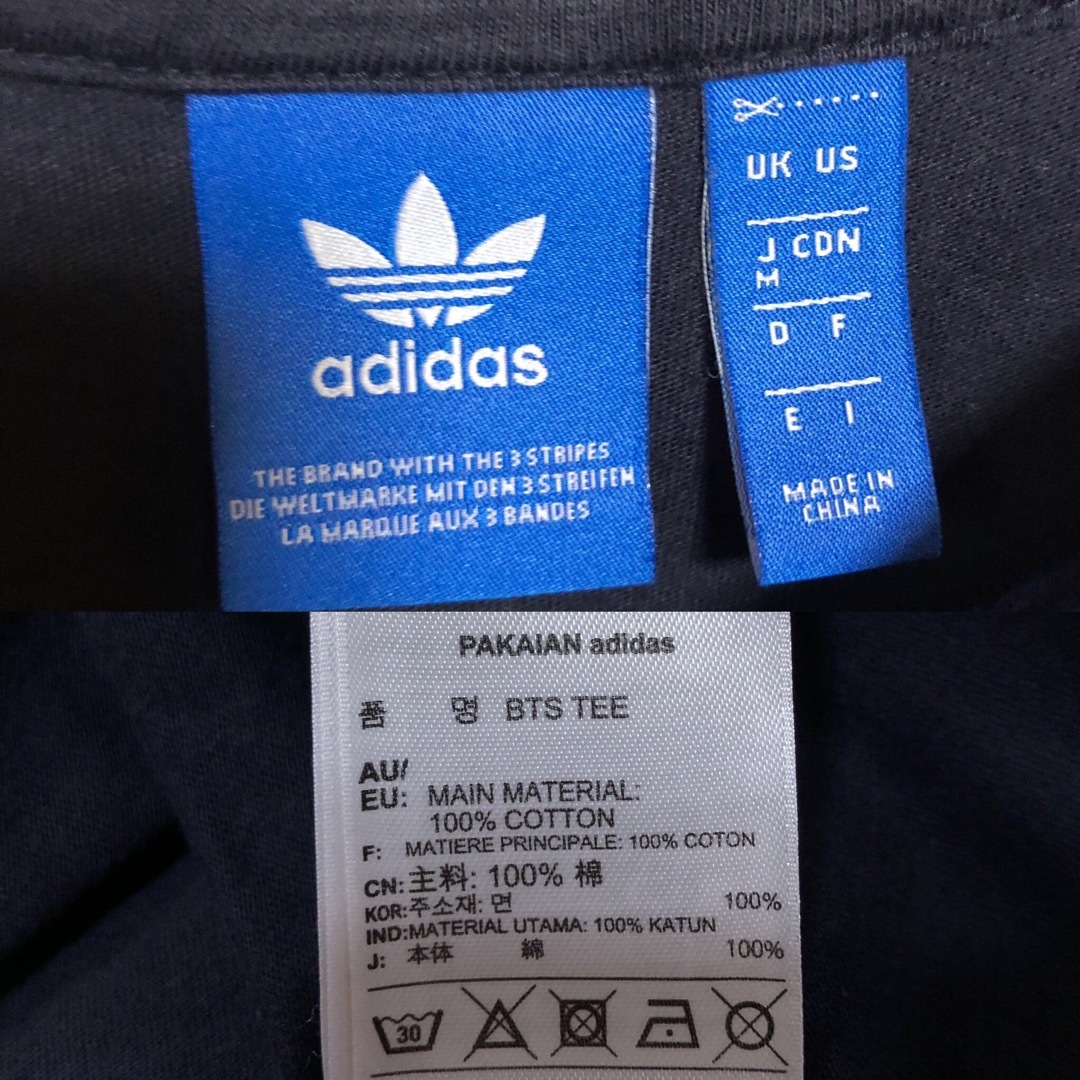 adidas
THE BRAND WITH THE 3 STRIPES
DIE WELTMARKE MIT DEN 3 STREIFEN
LA MARQUE AUX 3 BANDES
UK US
J CDN
M
D F
E I
MADE IN
CHINA
PAKAIAN adidas
품 명 BTS TEE
AU/
EU: MAIN MATERIAL:
100% COTTON
F: MATIERE PRINCIPALE: 100% COTON
CN:主料: 100% 棉
KOR:주소재: 면 100%
IND:MATERIAL UTAMA: 100% KATUN
J: 本体 綿 100%
30